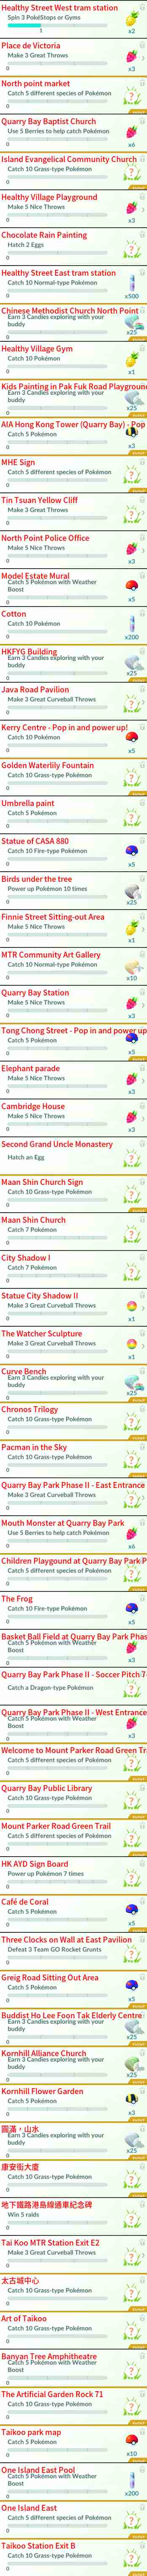 Healthy Street West tram station
Spin 3 PokéStops or Gyms
1
x2
Place de Victoria
Make 3 Great Throws
0
x3
North point market
Catch 5 different species of Pokémon
0
Quarry Bay Baptist Church
Use 5 Berries to help catch Pokémon
0
x6
Island Evangelical Community Church
Catch 10 Grass-type Pokémon
0
Healthy Village Playground
Make 5 Nice Throws
0
x3
Chocolate Rain Painting
Hatch 2 Eggs
0
Healthy Street East tram station
Catch 10 Normal-type Pokémon
0
x500
Chinese Methodist Church North Point
Earn 3 Candies exploring with your
buddy
0
x25
Healthy Village Gym
Catch 10 Pokémon
0
x1
Kids Painting in Pak Fuk Road Playground
Earn 3 Candies exploring with your
buddy
0
x25
AIA Hong Kong Tower (Quarry Bay) - Pop
Catch 5 Pokémon
0
x3
MHE Sign
Catch 5 different species of Pokémon
0
Tin Tsuan Yellow Cliff
Make 3 Great Throws
0
North Point Police Office
Make 5 Nice Throws
0
x3
Model Estate Mural
Catch 5 Pokémon with Weather
Boost
0
x5
Cotton
Catch 10 Pokémon
0
x200
HKFYG Building
Earn 3 Candies exploring with your
buddy
0
x25
Java Road Pavilion
Make 3 Great Curveball Throws
0
Kerry Centre - Pop in and power up!
Catch 10 Pokémon
0
x5
Golden Waterlily Fountain
Catch 10 Grass-type Pokémon
0
Umbrella paint
Catch 5 Pokémon
0
Statue of CASA 880
Catch 10 Fire-type Pokémon
0
x5
Birds under the tree
Power up Pokémon 10 times
0
x25
Finnie Street Sitting-out Area
Make 5 Nice Throws
0
x1
MTR Community Art Gallery
Catch 10 Normal-type Pokémon
0
x10
Quarry Bay Station
Make 5 Nice Throws
0
x3
Tong Chong Street - Pop in and power up
Catch 5 Pokémon
0
x5
Elephant parade
Make 5 Nice Throws
0
x3
Cambridge House
Make 5 Nice Throws
0
x3
Second Grand Uncle Monastery
Hatch an Egg
Maan Shin Church Sign
Catch 10 Grass-type Pokémon
0
Maan Shin Church
Catch 7 Pokémon
0
City Shadow I
Catch 7 Pokémon
0
Statue City Shadow II
Make 3 Great Curveball Throws
0
x1
The Watcher Sculpture
Make 3 Great Curveball Throws
0
x1
Curve Bench
Earn 3 Candies exploring with your
buddy
0
x25
Chronos Trilogy
Catch 10 Grass-type Pokémon
0
Pacman in the Sky
Catch 10 Grass-type Pokémon
0
Quarry Bay Park Phase II - East Entrance
Make 3 Great Curveball Throws
0
Mouth Monster at Quarry Bay Park
Use 5 Berries to help catch Pokémon
0
x6
Children Playgound at Quarry Bay Park P
Catch 5 different species of Pokémon
0
The Frog
Catch 10 Fire-type Pokémon
0
x5
Basket Ball Field at Quarry Bay Park Phas
Catch 5 Pokémon with Weather
Boost
0
x3
Quarry Bay Park Phase II - Soccer Pitch 7-
Catch a Dragon-type Pokémon
Quarry Bay Park Phase II - West Entrance
Catch 5 Pokémon with Weather
Boost
0
x3
Welcome to Mount Parker Road Green Tr
Catch 5 different species of Pokémon
0
Quarry Bay Public Library
Catch 10 Grass-type Pokémon
0
Mount Parker Road Green Trail
Catch 5 different species of Pokémon
0
HK AYD Sign Board
Power up Pokémon 7 times
0
Café de Coral
Catch 5 Pokémon
0
x5
Three Clocks on Wall at East Pavilion
Defeat 3 Team GO Rocket Grunts
0
Greig Road Sitting Out Area
Catch 5 Pokémon
0
x5
Buddist Ho Lee Foon Tak Elderly Centre
Earn 3 Candies exploring with your
buddy
0
x25
Kornhill Alliance Church
Earn 3 Candies exploring with your
buddy
0
x25
Kornhill Flower Garden
Catch 5 Pokémon
0
x3
圓滿，山水
Earn 3 Candies exploring with your
buddy
0
x25
康安街大廈
Catch 10 Grass-type Pokémon
0
地下鐵路港島線通車紀念碑
Win 5 raids
0
Tai Koo MTR Station Exit E2
Make 3 Great Curveball Throws
0
太古城中心
Catch 10 Grass-type Pokémon
0
Art of Taikoo
Catch 10 Grass-type Pokémon
0
Banyan Tree Amphitheatre
Catch 5 Pokémon with Weather
Boost
0
The Artificial Garden Rock 71
Catch 10 Grass-type Pokémon
0
Taikoo park map
Catch 5 Pokémon
0
x10
One Island East Pool
Catch 5 Pokémon with Weather
Boost
0
x200
One Island East
Catch 5 different species of Pokémon
0
Taikoo Station Exit B
Catch 10 Grass-type Pokémon
0